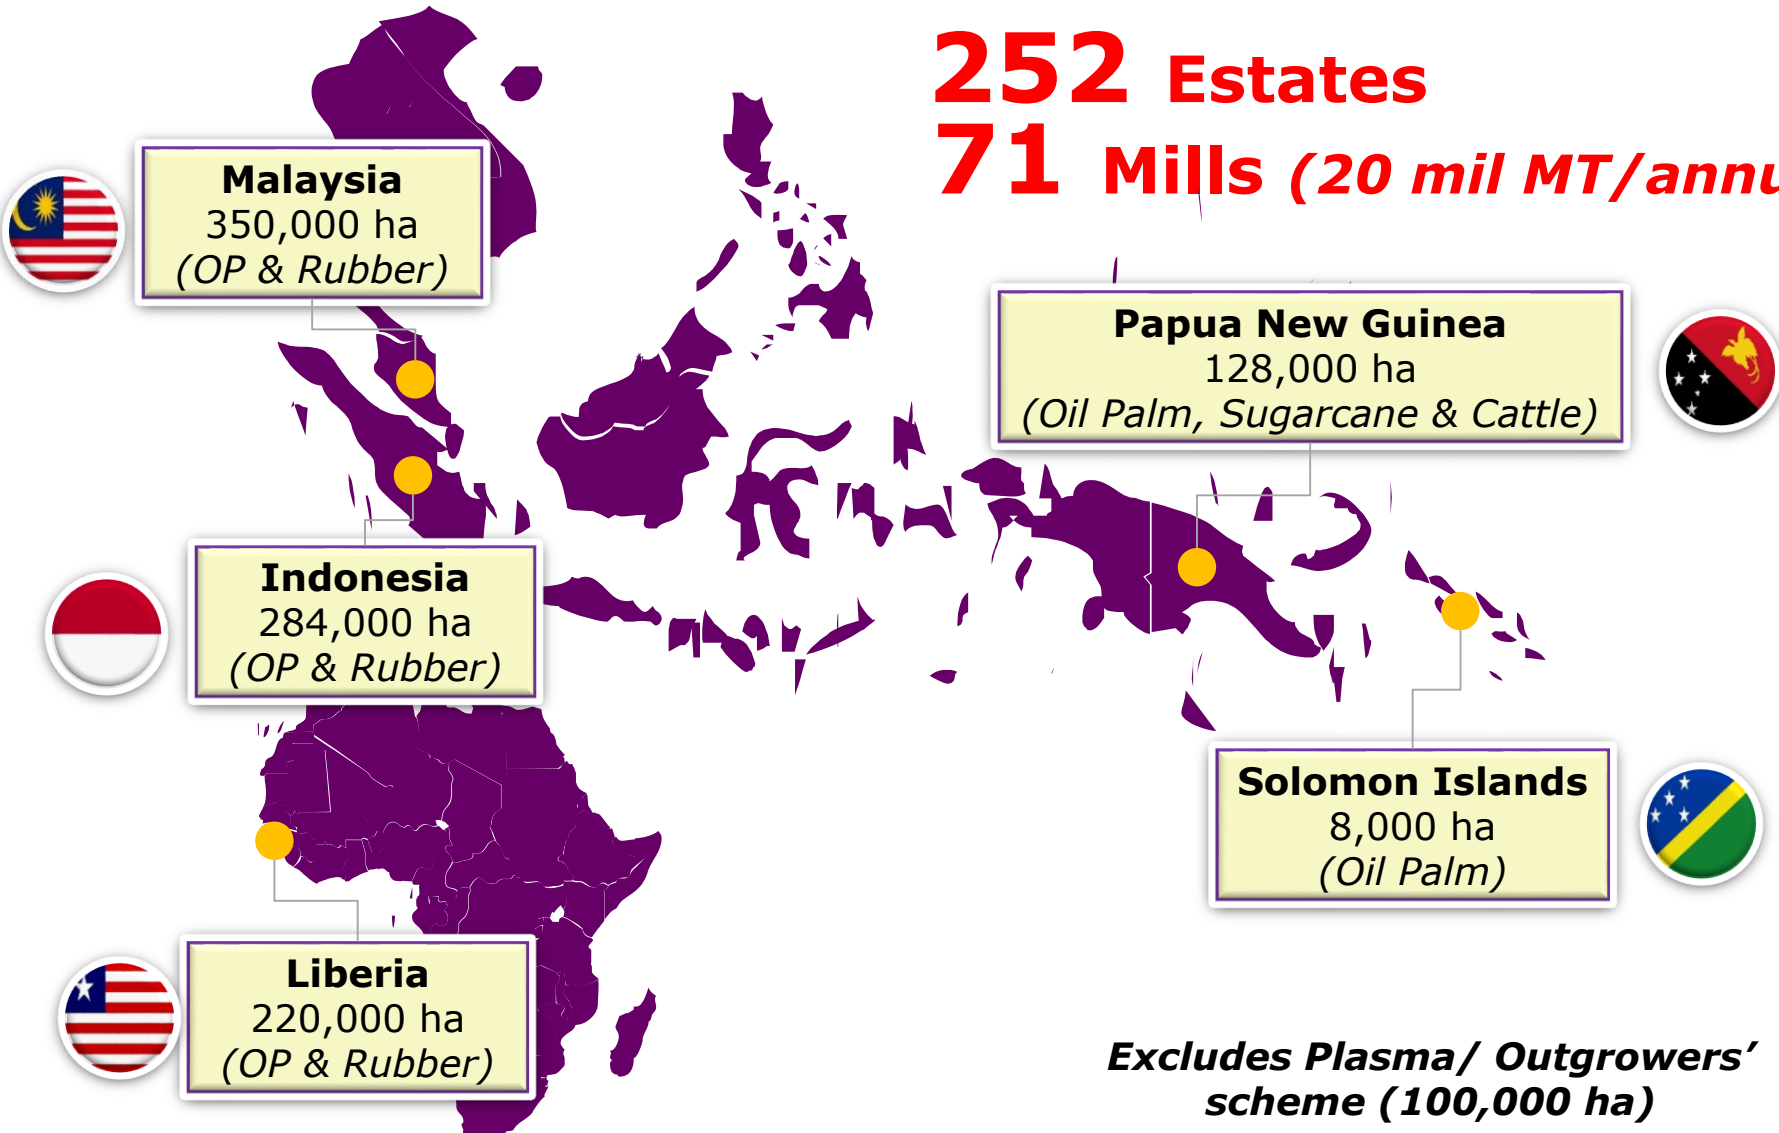 252 Estates
71 Mills (20 mil MT/annu
Malaysia
350,000 ha
(OP & Rubber)
Papua New Guinea
128,000 ha
(Oil Palm, Sugarcane & Cattle)
Indonesia
284,000 ha
(OP & Rubber)
Solomon Islands
8,000 ha
(Oil Palm)
Liberia
220,000 ha
(OP & Rubber)
Excludes Plasma/ Outgrowers’
scheme (100,000 ha)